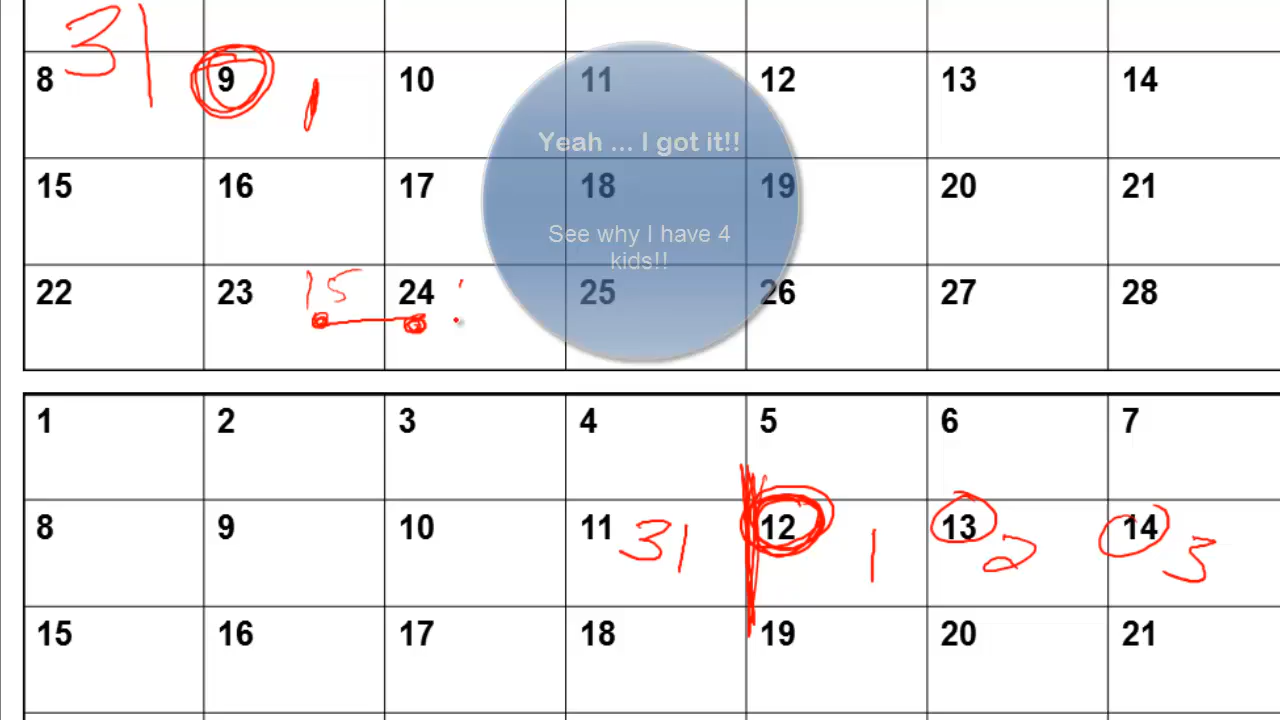 31
8 9 1 10 11 12 13 14
Yeah ... I got it!!
15 16 17 18 19 20 21
See why I have 4
kids!!
22 23 15 24 25 26 27 28
1 2 3 4 5 6 7
8 9 10 11 31 12 1 13 2 14 3
15 16 17 18 19 20 21